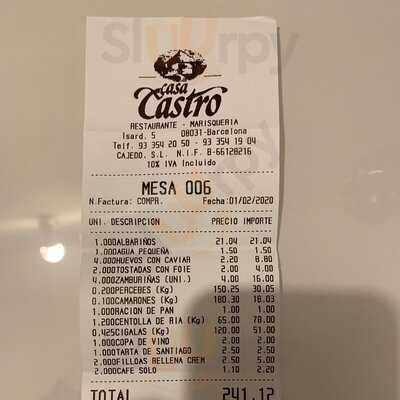 Slurpy
casa
Castro
RESTAURANTE - MARISQUERIA
Isard, 5 08031-Barcelona
Telf. 93 354 20 50 - 93 354 19 04
CAJEDO, S.L. N.I.F. B-66128216
10% IVA Incluido
MESA 006
N.Factura: COMPR. Fecha:01/02/2020
UNI. DESCRIPCION PRECIO IMPORTE
1.000ALBARIÑOS 21.04 21.04
1.000AGUA PEQUEÑA 1.50 1.50
4.000HUEVOS CON CAVIAR 2.20 8.80
2.000TOSTADAS CON FOIE 2.00 4.00
4.000ZAMBURIÑAS (UNI.) 4.00 16.00
0.200PERCEBES (Kg) 150.25 30.05
0.100CAMARONES (Kg) 180.30 18.03
1.000RACION DE PAN 1.00 1.00
1.200CENTOLLA DE RIA (Kg) 65.00 78.00
0.425CIGALAS (Kg) 120.00 51.00
1.000COPA DE VINO 2.00 2.00
1.000TARTA DE SANTIAGO 2.50 2.50
2.000FILLOAS RELLENA CREM 2.50 5.00
2.000CAFE SOLO 1.10 2.20
TOTAL 241.12